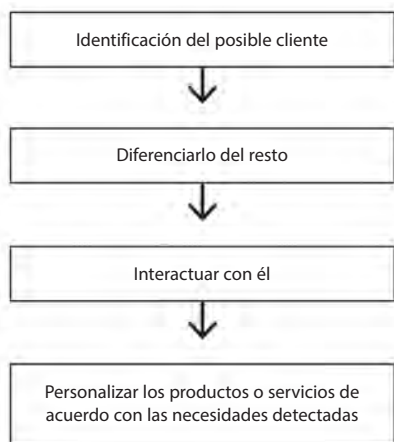 Identificación del posible cliente
Diferenciarlo del resto
Interactuar con él
Personalizar los productos o servicios de
acuerdo con las necesidades detectadas